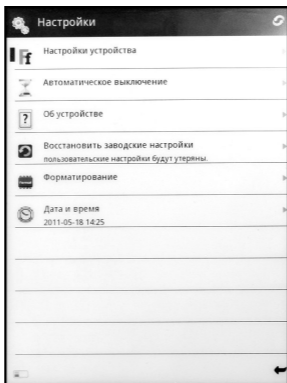 Настройки
Настройки устройства
Автоматическое выключение
Об устройстве
Восстановить заводские настройки
пользовательские настройки будут утеряны.
Форматирование
Дата и время
2011-05-18 14:25